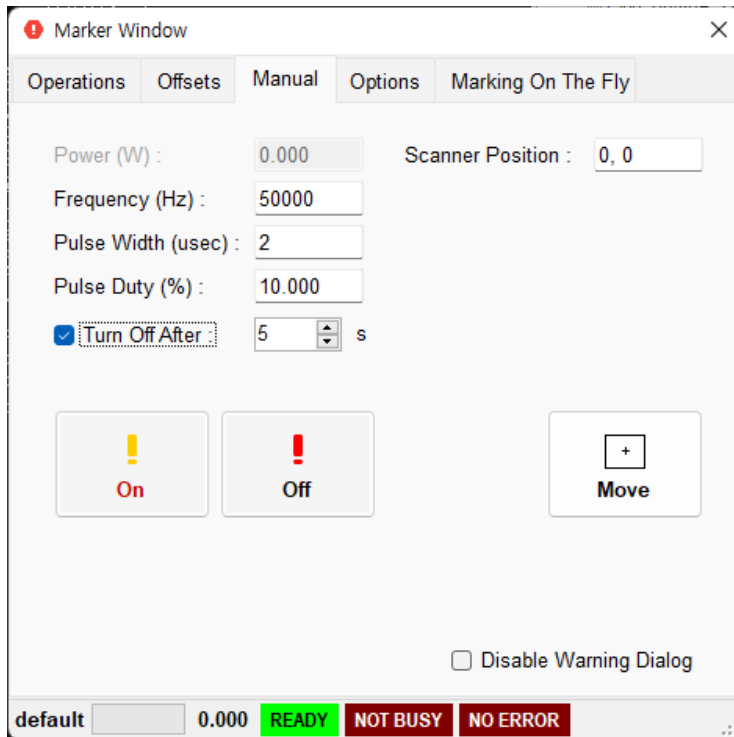 Marker Window
Operations Offsets Manual Options Marking On The Fly
Power (W) : 0.000 Scanner Position : 0, 0
Frequency (Hz) : 50000
Pulse Width (usec) : 2
Pulse Duty (%) : 10.000
Turn Off After : 5 s
On Off Move
Disable Warning Dialog
default 0.000 READY NOT BUSY NO ERROR